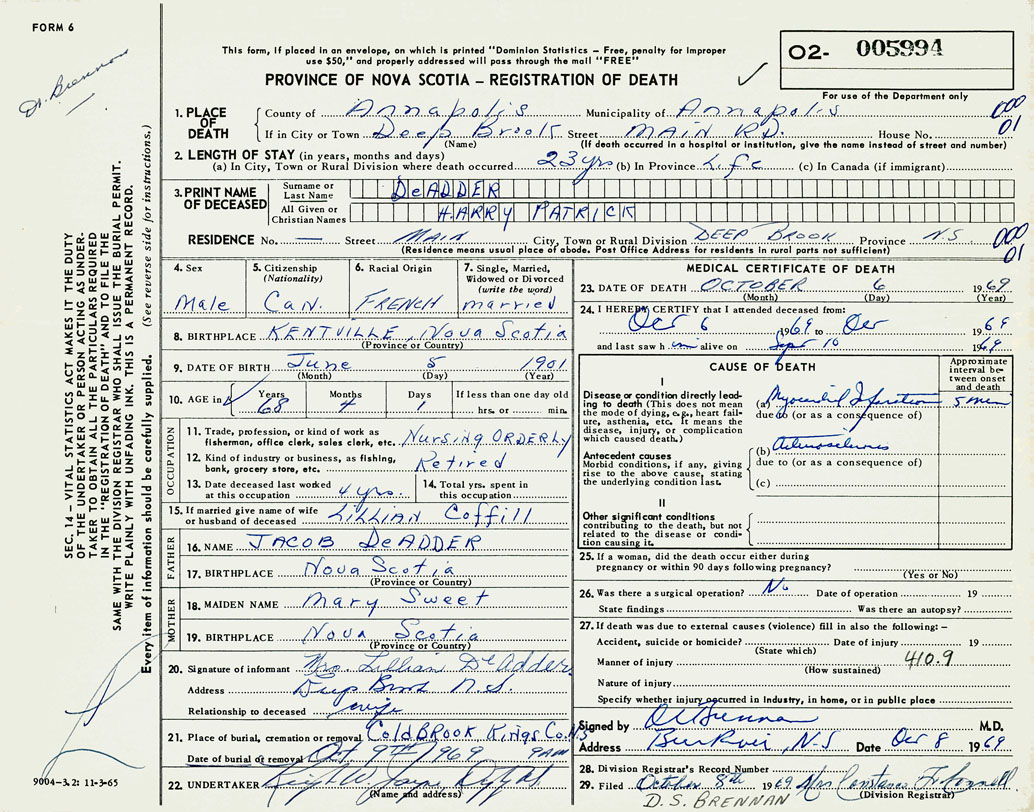 FORM 6
Dr. Brennan
This form, if placed in an envelope, on which is printed "Dominion Statistics – Free, penalty for improper
use $50," and properly addressed will pass through the mail "FREE"
PROVINCE OF NOVA SCOTIA – REGISTRATION OF DEATH
O2- 005994
For use of the Department only
1. PLACE OF DEATH
County of Annapolis Municipality of Annapolis 000
If in City or Town Deep Brook Street MAIN RD. House No. 01
(Name) (If death occurred in a hospital or institution, give the name instead of street and number)
2. LENGTH OF STAY (in years, months and days)
(a) In City, Town or Rural Division where death occurred 23 yrs (b) In Province Life (c) In Canada (if immigrant)
3. PRINT NAME OF DECEASED
Surname or Last Name DeADDER
All Given or Christian Names HARRY PATRICK
RESIDENCE No. — Street MAIN City, Town or Rural Division DEEP BROOK Province N.S 000
(Residence means usual place of abode. Post Office Address for residents in rural parts not sufficient) 01
4. Sex Male
5. Citizenship (Nationality) Can.
6. Racial Origin FRENCH
7. Single, Married, Widowed or Divorced (write the word) married
8. BIRTHPLACE KENTVILLE, Nova Scotia
(Province or Country)
9. DATE OF BIRTH June 5 1901
(Month) (Day) (Year)
10. AGE in Years 68 Months 4 Days 1 If less than one day old hrs. or min.
OCCUPATION
11. Trade, profession or kind of work as fisherman, office clerk, sales clerk, etc. Nursing ORDERLY
12. Kind of industry or business, as fishing, bank, grocery store, etc. Retired
13. Date deceased last worked at this occupation 4 yrs.
14. Total yrs. spent in this occupation
15. If married give name of wife or husband of deceased LILLIAN Coffill
FATHER
16. NAME JACOB DeADDER
17. BIRTHPLACE Nova Scotia
(Province or Country)
MOTHER
18. MAIDEN NAME Mary Sweet
19. BIRTHPLACE Nova Scotia
(Province or Country)
20. Signature of informant Mrs. Lillian DeAdder
Address Deep Brook N.S.
Relationship to deceased wife
21. Place of burial, cremation or removal ColdBROOK Kings Co. N.S
Date of burial or removal Oct. 9TH 1969
22. UNDERTAKER
(Name and address)
MEDICAL CERTIFICATE OF DEATH
23. DATE OF DEATH OCTOBER 6 1969
(Month) (Day) (Year)
24. I HEREBY CERTIFY that I attended deceased from:
Oct 6 1969 to Oct 1969
and last saw him alive on Sept 10 1969
CAUSE OF DEATH
Approximate interval between onset and death
I
Disease or condition directly leading to death (This does not mean the mode of dying, e.g., heart failure, asthenia, etc. It means the disease, injury, or complication which caused death.)
(a) Myocardial Infarction 5 min
due to (or as a consequence of)
Antecedent causes
Morbid conditions, if any, giving rise to the above cause, stating the underlying condition last.
(b)
due to (or as a consequence of)
(c)
II
Other significant conditions contributing to the death, but not related to the disease or condition causing it.
25. If a woman, did the death occur either during
pregnancy or within 90 days following pregnancy?
(Yes or No)
26. Was there a surgical operation? No Date of operation 19
State findings Was there an autopsy?
27. If death was due to external causes (violence) fill in also the following: –
Accident, suicide or homicide? Date of injury 19
(State which)
Manner of injury 410.9
(How sustained)
Nature of injury
Specify whether injury occurred in Industry, in home, or in public place
Signed by Brennan M.D.
Address Bear River, N.S Date Oct 8 1969
28. Division Registrar's Record Number
29. Filed October 8th 1969 Mrs Constance
(Division Registrar)
D.S. BRENNAN
SEC. 14 – VITAL STATISTICS ACT MAKES IT THE DUTY
OF THE UNDERTAKER OR PERSON ACTING AS UNDER-
TAKER TO OBTAIN ALL THE PARTICULARS REQUIRED
IN THE "REGISTRATION OF DEATH" AND TO FILE THE
SAME WITH THE DIVISION REGISTRAR WHO SHALL ISSUE THE BURIAL PERMIT.
WRITE PLAINLY WITH UNFADING INK. THIS IS A PERMANENT RECORD.
Every item of information should be carefully supplied. (See reverse side for instructions.)
9004–3.2: 11-3-65